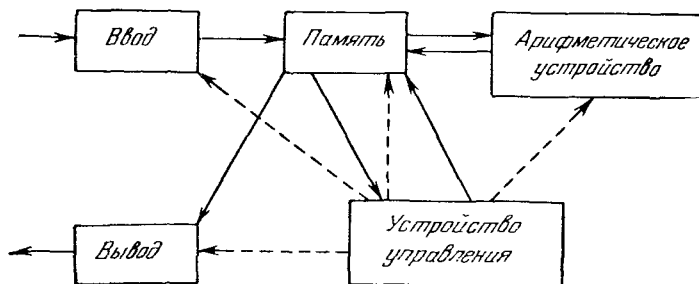 Ввод
Память
Арифметическое
устройство
Вывод
Устройство
управления